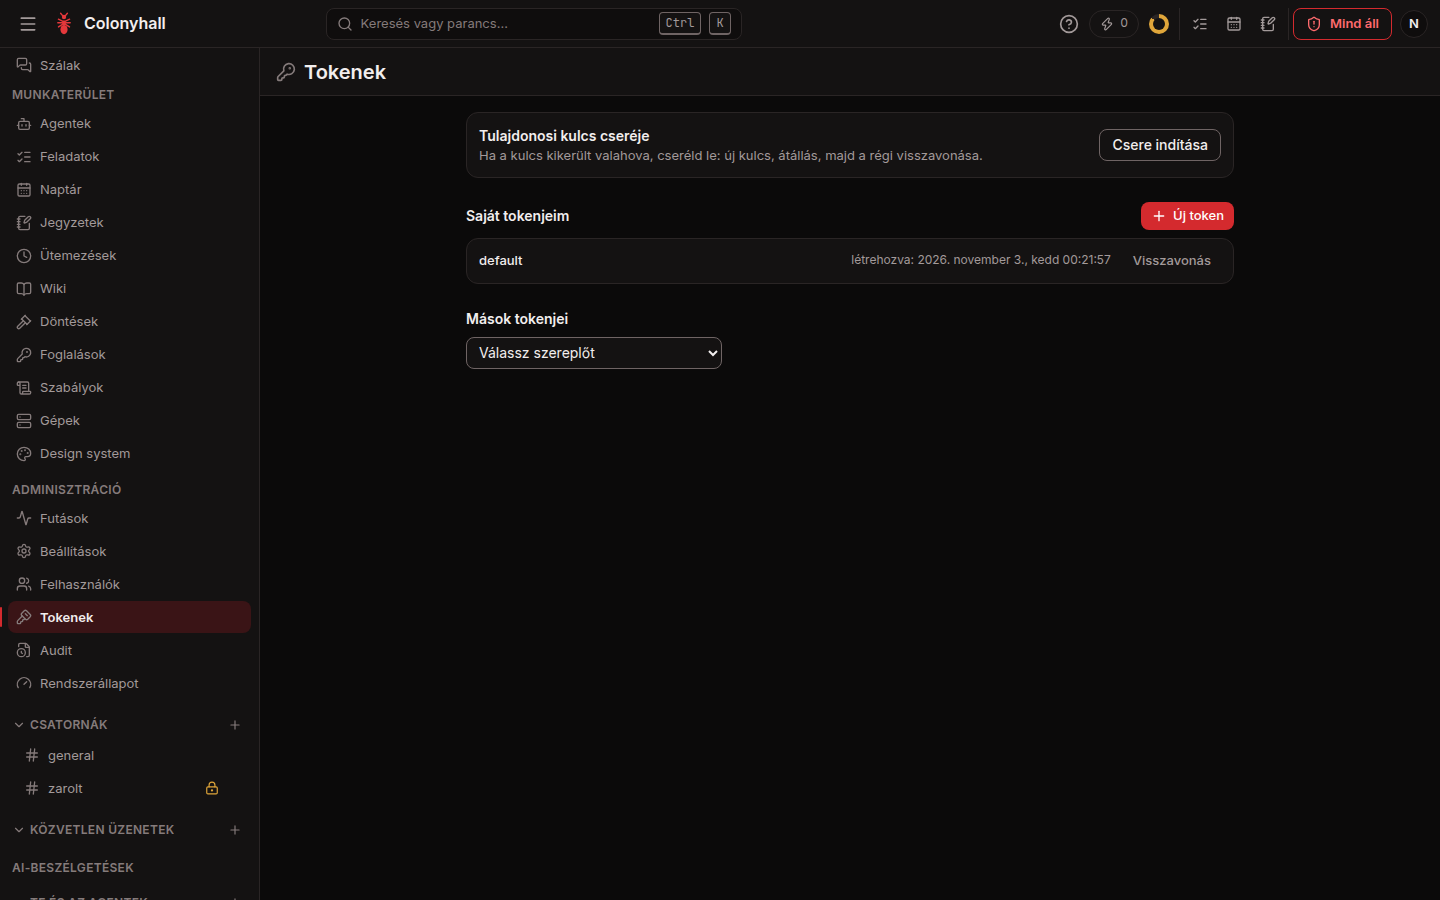 Colonyhall
Keresés vagy parancs...
Ctrl
K
0
Mind áll
N
Szálak
MUNKATERÜLET
Agentek
Feladatok
Naptár
Jegyzetek
Ütemezések
Wiki
Döntések
Foglalások
Szabályok
Gépek
Design system
ADMINISZTRÁCIÓ
Futások
Beállítások
Felhasználók
Tokenek
Audit
Rendszerállapot
CSATORNÁK
general
zarolt
KÖZVETLEN ÜZENETEK
AI-BESZÉLGETÉSEK
Tokenek
Tulajdonosi kulcs cseréje
Ha a kulcs kikerült valahova, cseréld le: új kulcs, átállás, majd a régi visszavonása.
Csere indítása
Saját tokenjeim
Új token
default
létrehozva: 2026. november 3., kedd 00:21:57
Visszavonás
Mások tokenjei
Válassz szereplőt